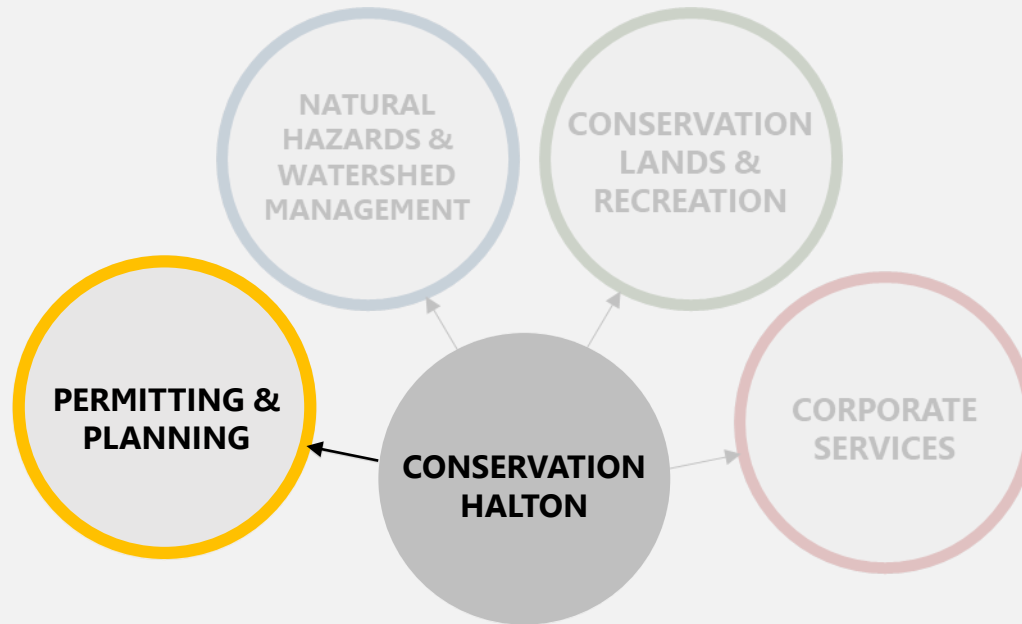 NATURAL
HAZARDS &
WATERSHED
MANAGEMENT
CONSERVATION
LANDS &
RECREATION
PERMITTING &
PLANNING
CONSERVATION
HALTON
CORPORATE
SERVICES